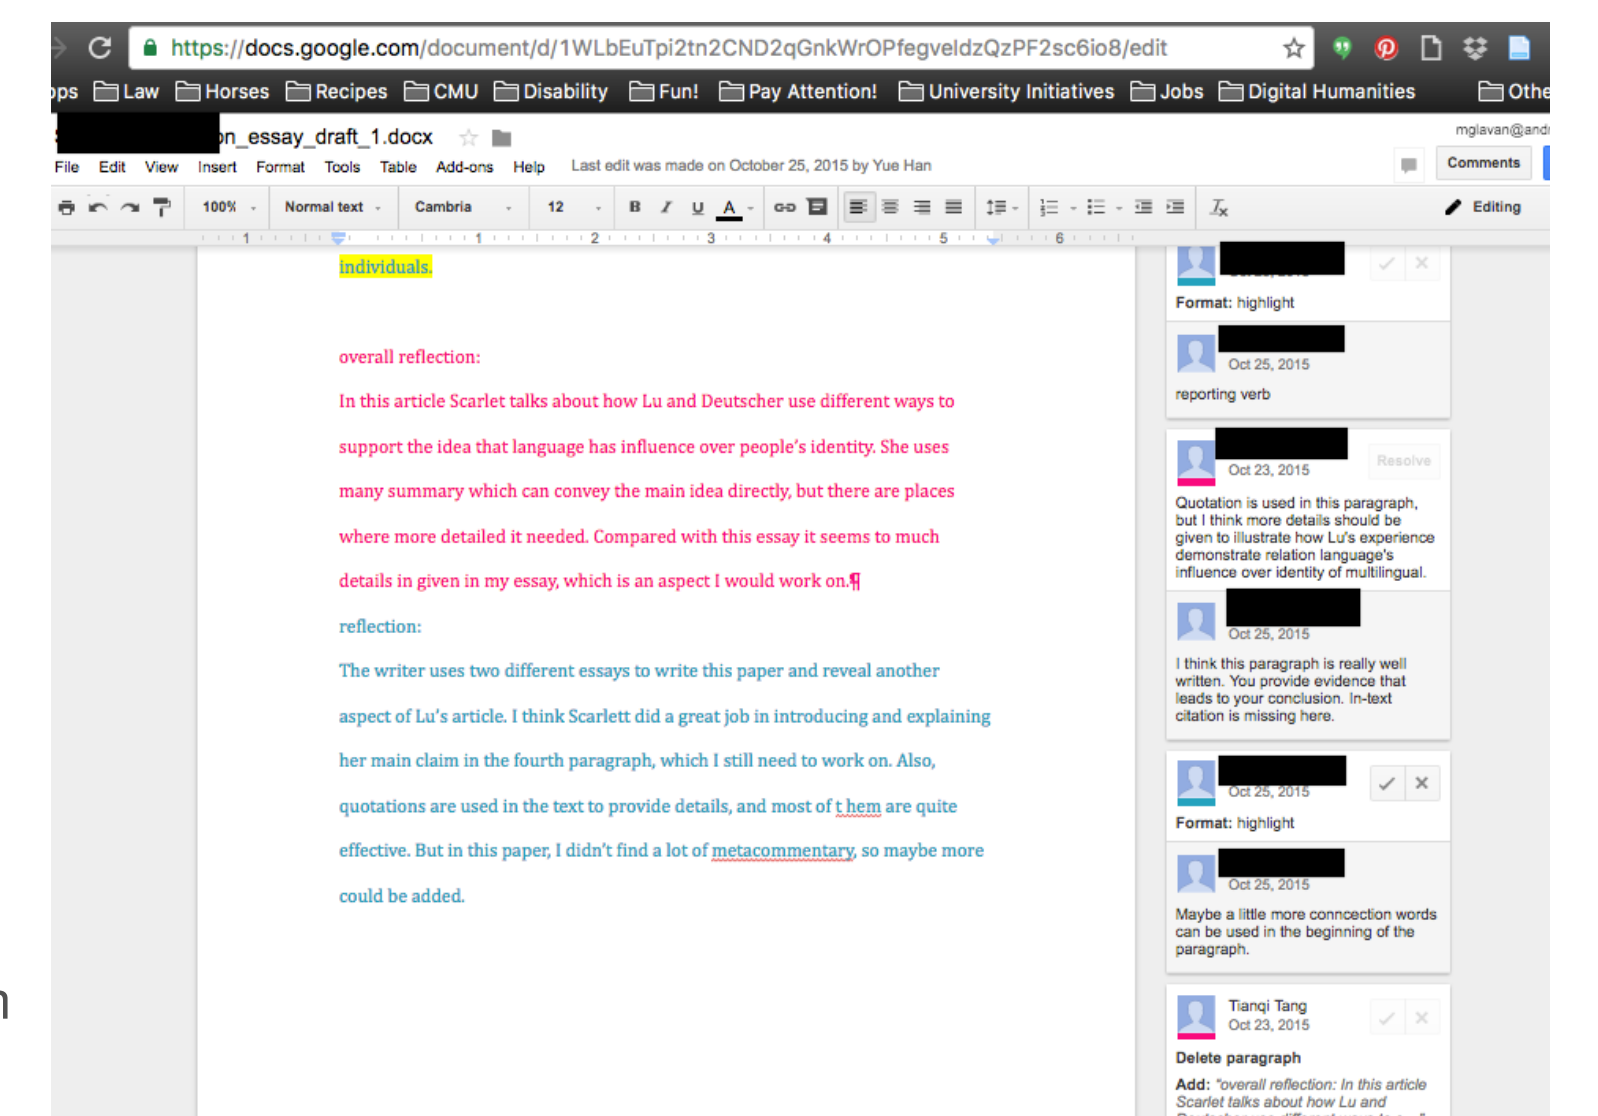 https://docs.google.com/document/d/1WLbEuTpi2tn2CND2qGnkWrOPfegveIdzQzPF2sc6io8/edit
ops Law Horses Recipes CMU Disability Fun! Pay Attention! University Initiatives Jobs Digital Humanities Othe
on_essay_draft_1.docx
mglavan@andr
File Edit View Insert Format Tools Table Add-ons Help Last edit was made on October 25, 2015 by Yue Han
Comments
100% Normal text Cambria 12 B I U A Editing
1 1 2 3 4 5 6
individuals.
overall reflection:
In this article Scarlet talks about how Lu and Deutscher use different ways to
support the idea that language has influence over people's identity. She uses
many summary which can convey the main idea directly, but there are places
where more detailed it needed. Compared with this essay it seems to much
details in given in my essay, which is an aspect I would work on.¶
reflection:
The writer uses two different essays to write this paper and reveal another
aspect of Lu's article. I think Scarlett did a great job in introducing and explaining
her main claim in the fourth paragraph, which I still need to work on. Also,
quotations are used in the text to provide details, and most of t hem are quite
effective. But in this paper, I didn't find a lot of metacommentary, so maybe more
could be added.
Format: highlight
Oct 25, 2015
reporting verb
Oct 23, 2015
Resolve
Quotation is used in this paragraph,
but I think more details should be
given to illustrate how Lu's experience
demonstrate relation language's
influence over identity of multilingual.
Oct 25, 2015
I think this paragraph is really well
written. You provide evidence that
leads to your conclusion. In-text
citation is missing here.
Oct 25, 2015
Format: highlight
Oct 25, 2015
Maybe a little more conncection words
can be used in the beginning of the
paragraph.
Tianqi Tang
Oct 23, 2015
Delete paragraph
Add: "overall reflection: In this article
Scarlet talks about how Lu and
n